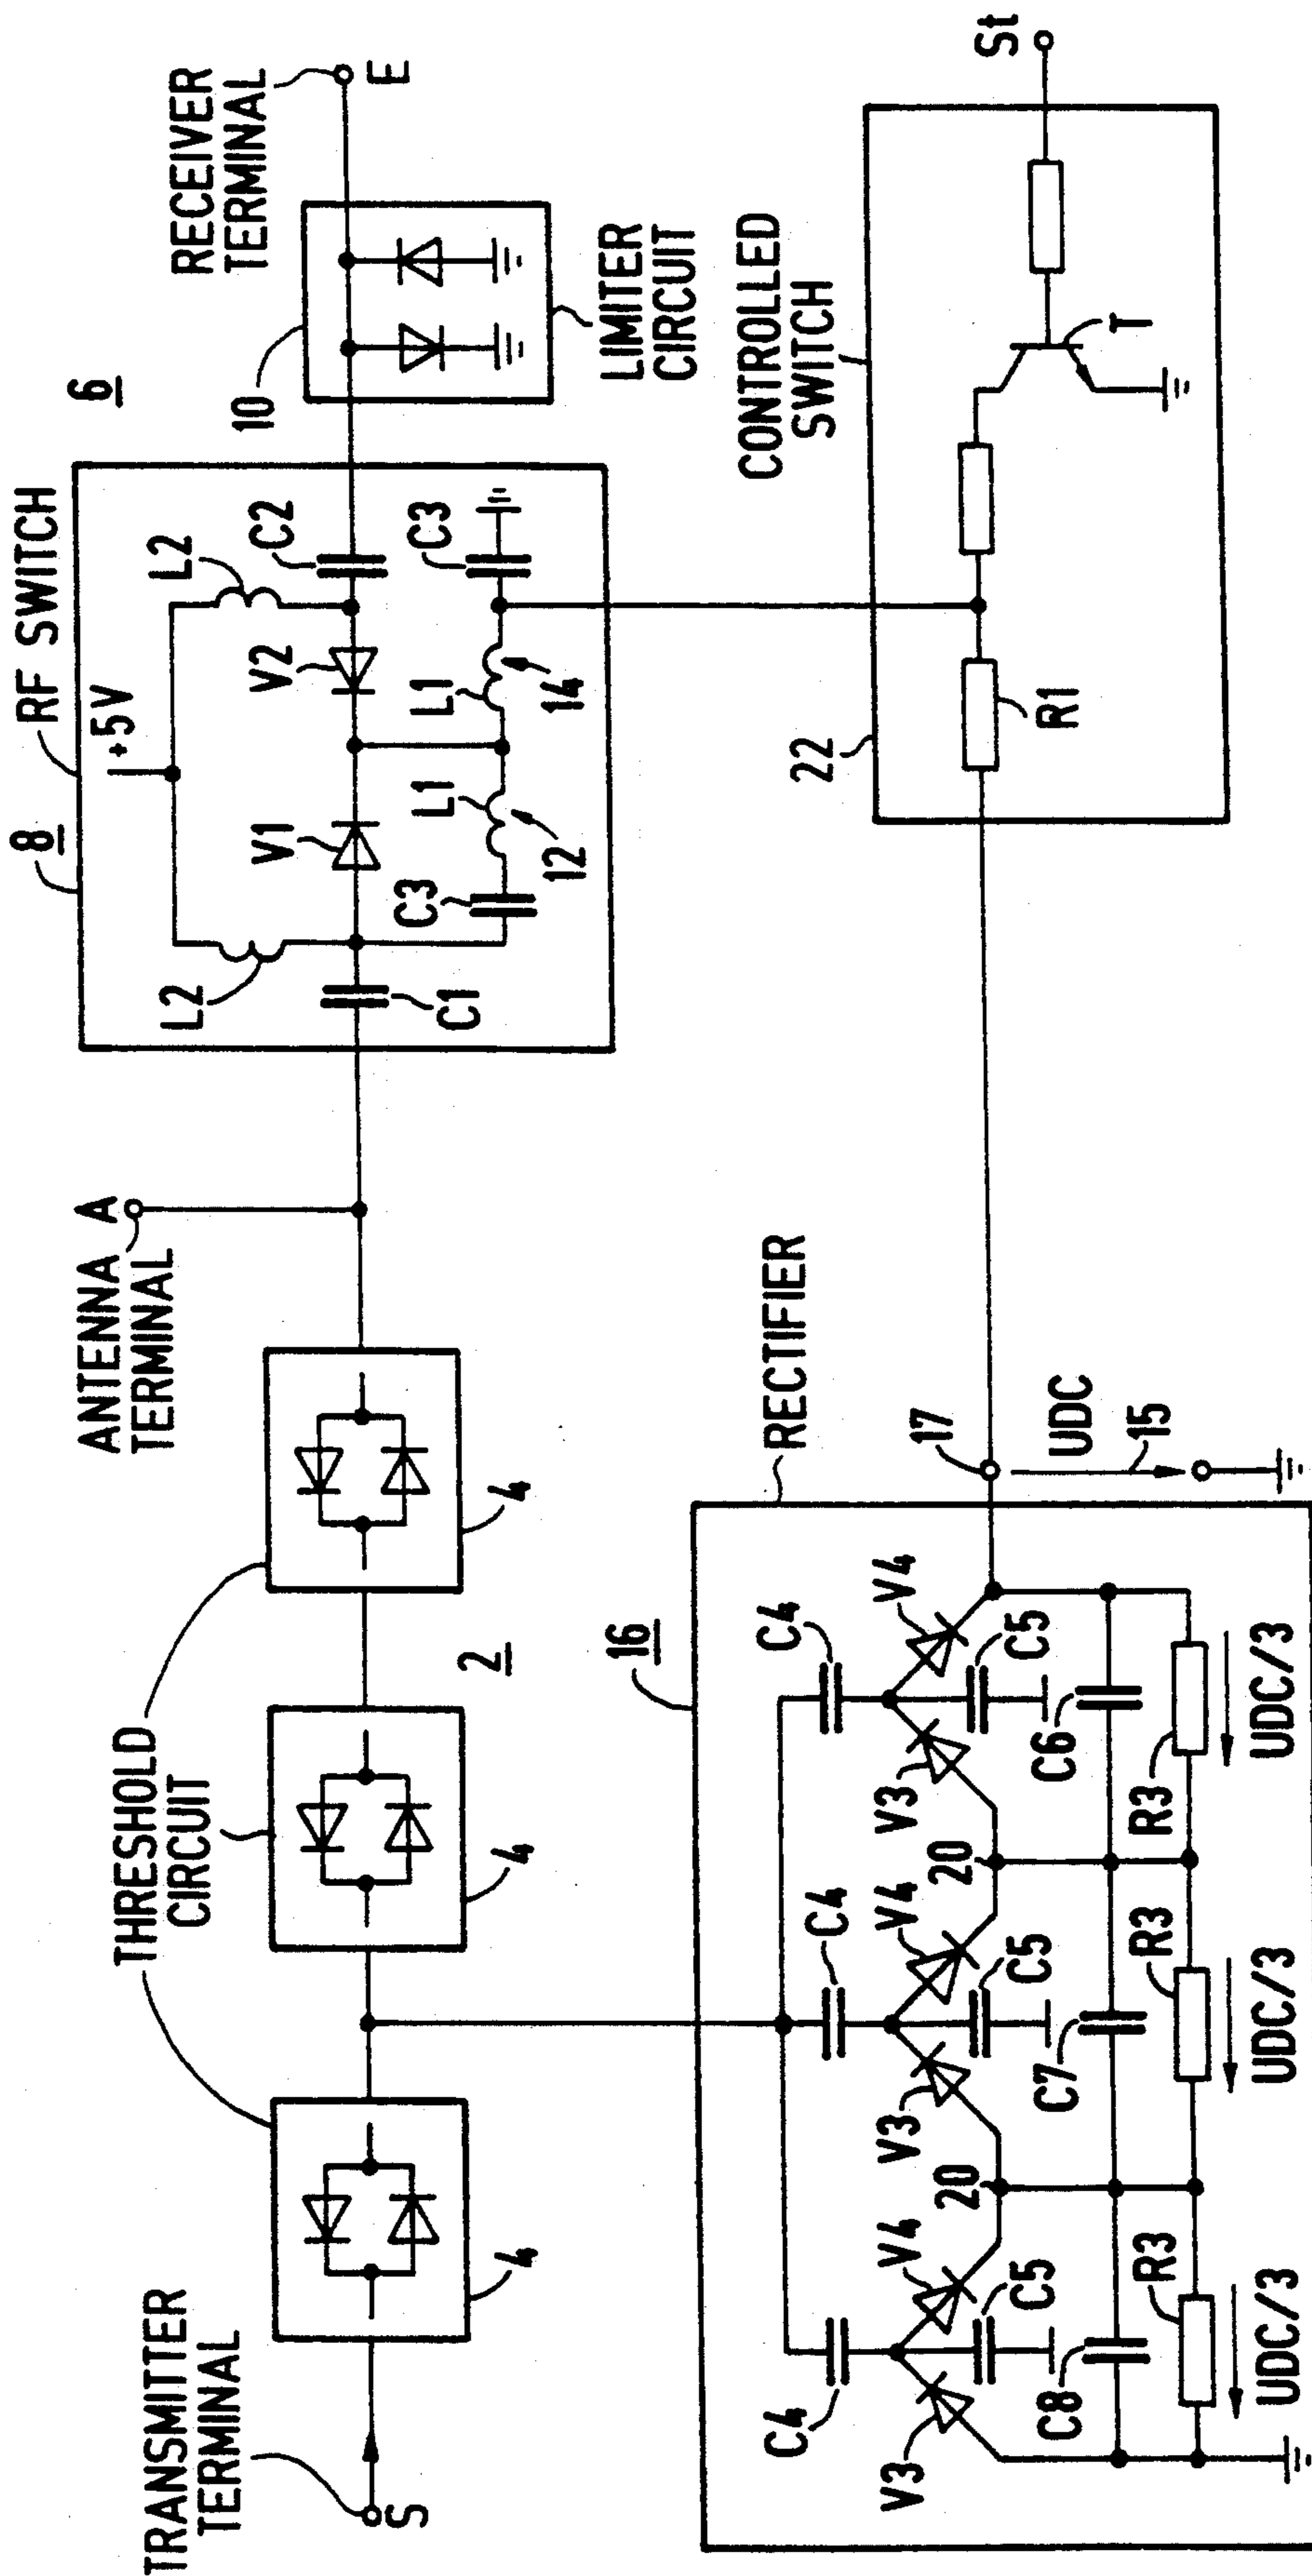 TRANSMITTER
TERMINAL
S
THRESHOLD
CIRCUIT
4
4
4
2
ANTENNA
TERMINAL
A
8
RF SWITCH
+5V
L2
L2
V1
V2
C1
C2
C3
L1
L1
C3
12
14
6
10
RECEIVER
TERMINAL
E
LIMITER
CIRCUIT
RECTIFIER
16
C4
C4
C4
V3
V4
V3
V4
V3
V4
C5
C5
C5
20
20
C8
C7
C6
R3
R3
R3
UDC/3
UDC/3
UDC/3
17
UDC
15
CONTROLLED
SWITCH
22
R1
T
St